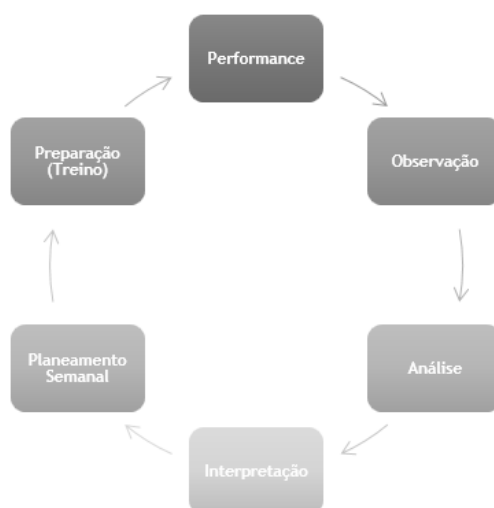 Performance
Observação
Análise
Interpretação
Planeamento
Semanal
Preparação
(Treino)